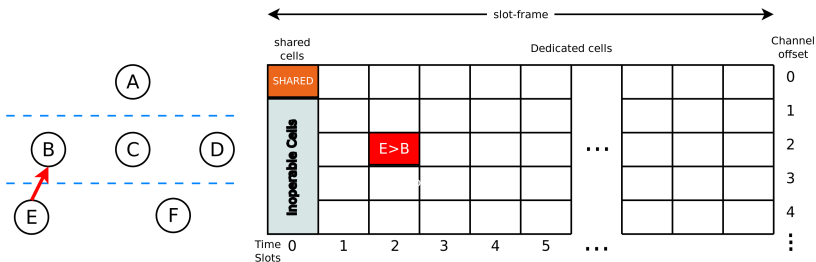 slot-frame
shared
cells
Dedicated cells
Channel
offset
A
SHARED
0
1
B
C
D
Inoperable Cells
E>B
...
2
3
E
F
4
Time
Slots
0
1
2
3
4
5
...
⋮